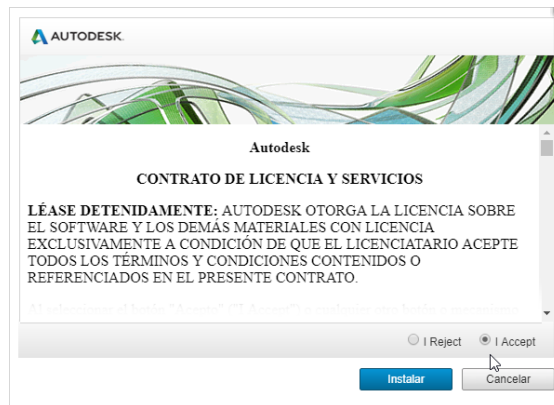 AUTODESK.
Autodesk
CONTRATO DE LICENCIA Y SERVICIOS
LÉASE DETENIDAMENTE: AUTODESK OTORGA LA LICENCIA SOBRE
EL SOFTWARE Y LOS DEMÁS MATERIALES CON LICENCIA
EXCLUSIVAMENTE A CONDICIÓN DE QUE EL LICENCIATARIO ACEPTE
TODOS LOS TÉRMINOS Y CONDICIONES CONTENIDOS O
REFERENCIADOS EN EL PRESENTE CONTRATO.
I Reject I Accept
Instalar Cancelar